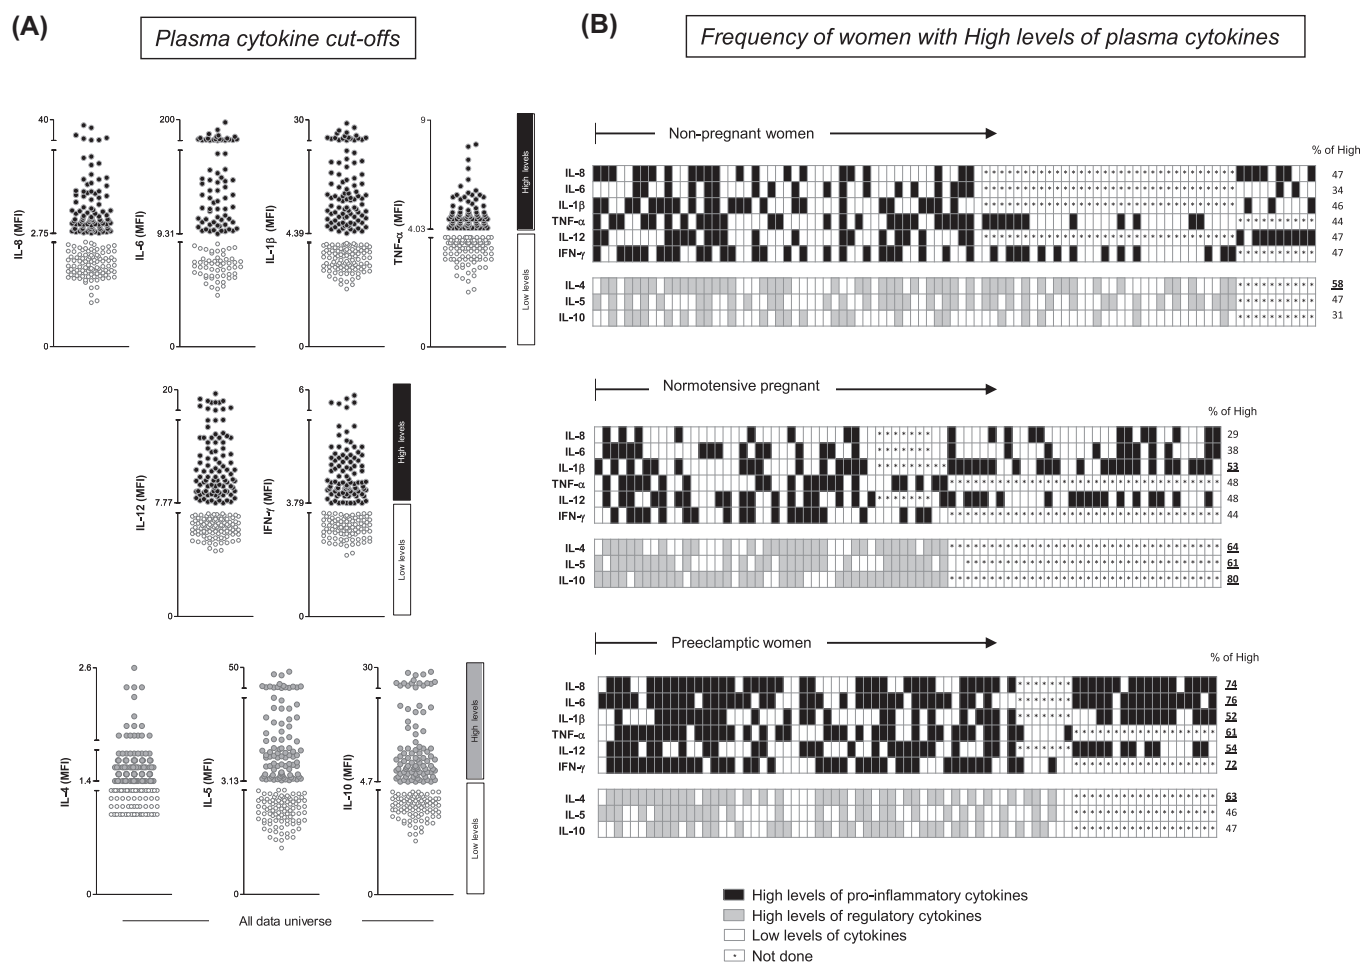 (A)
Plasma cytokine cut-offs
40
2.75
0
IL-8 (MFI)
200
9.31
0
IL-6 (MFI)
30
4.39
0
IL-1β (MFI)
9
4.03
0
TNF-α (MFI)
High levels
Low levels
20
7.77
0
IL-12 (MFI)
6
3.79
0
IFN-γ (MFI)
High levels
Low levels
2.6
1.4
0
IL-4 (MFI)
50
3.13
0
IL-5 (MFI)
30
4.7
0
IL-10 (MFI)
High levels
Low levels
All data universe
(B)
Frequency of women with High levels of plasma cytokines
Non-pregnant women
% of High
IL-8 47
IL-6 34
IL-1β 46
TNF-α 44
IL-12 47
IFN-γ 47
IL-4 58
IL-5 47
IL-10 31
Normotensive pregnant
% of High
IL-8 29
IL-6 38
IL-1β 53
TNF-α 48
IL-12 48
IFN-γ 44
IL-4 64
IL-5 61
IL-10 80
Preeclamptic women
% of High
IL-8 74
IL-6 76
IL-1β 52
TNF-α 61
IL-12 54
IFN-γ 72
IL-4 63
IL-5 46
IL-10 47
High levels of pro-inflammatory cytokines
High levels of regulatory cytokines
Low levels of cytokines
* Not done